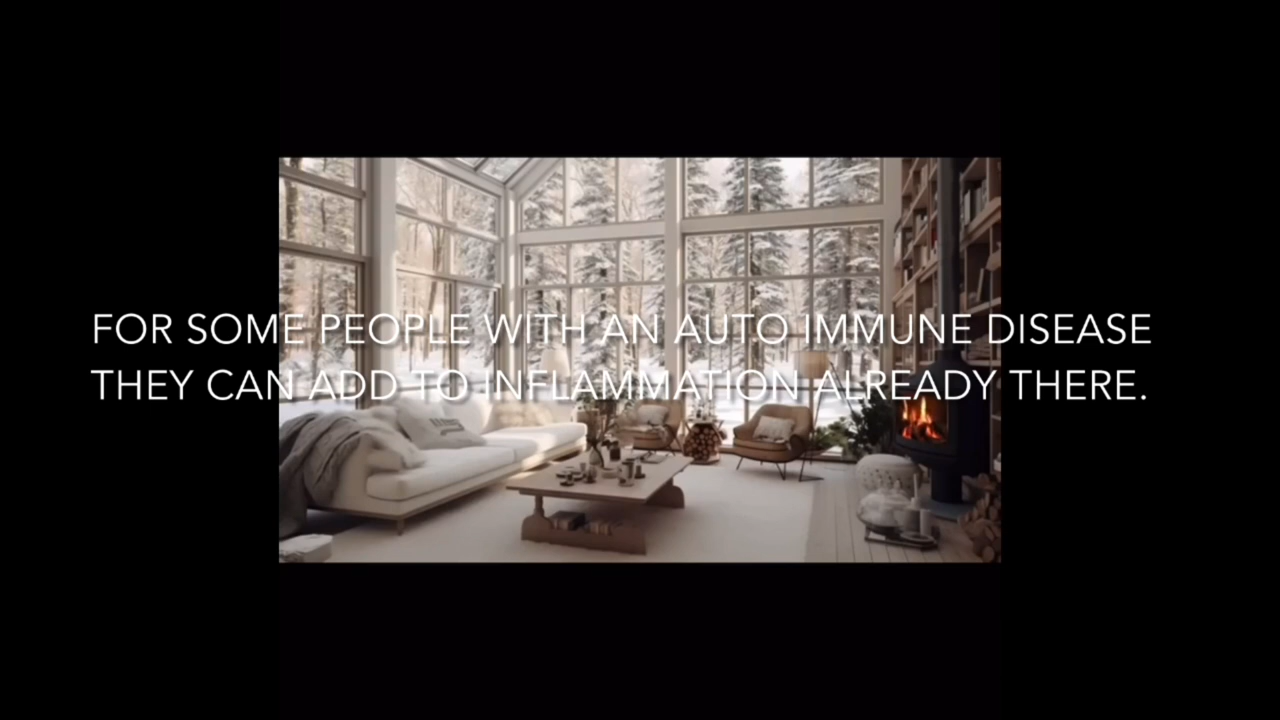 FOR SOME PEOPLE WITH AN AUTO IMMUNE DISEASE
THEY CAN ADD TO INFLAMMATION ALREADY THERE.